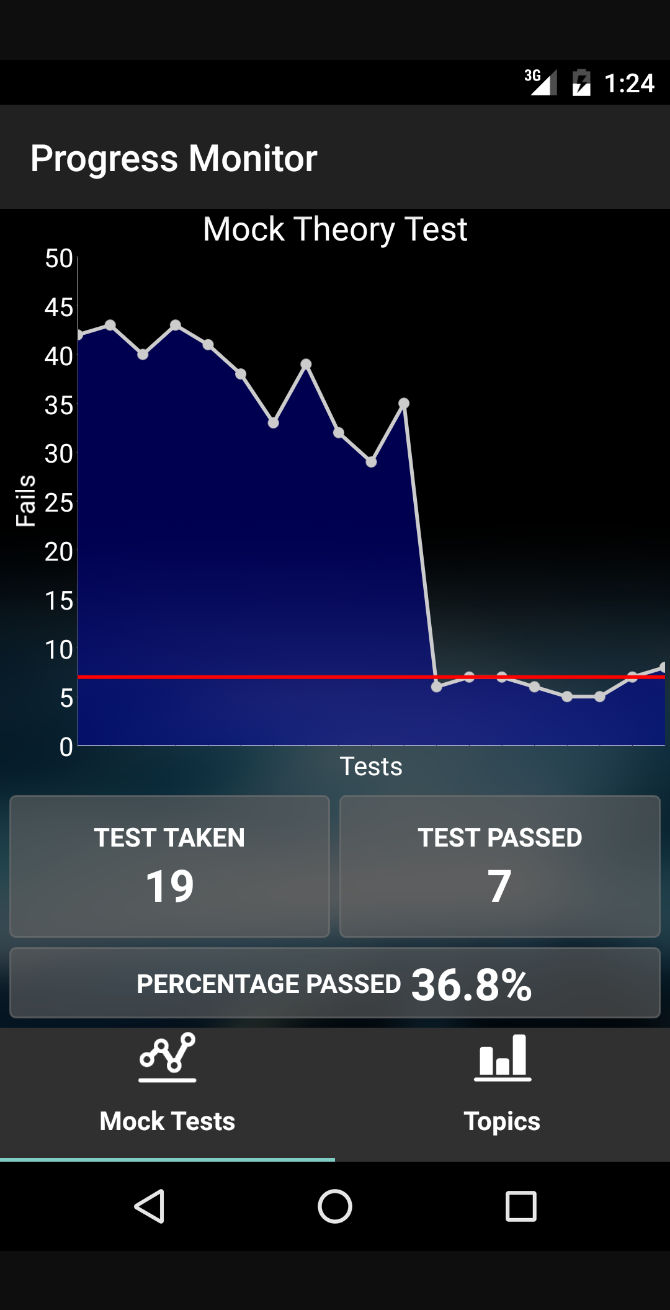 3G 1:24
Progress Monitor
Mock Theory Test
50
45
40
35
30
25
20
15
10
5
0
Fails
Tests
TEST TAKEN
19
TEST PASSED
7
PERCENTAGE PASSED 36.8%
Mock Tests
Topics